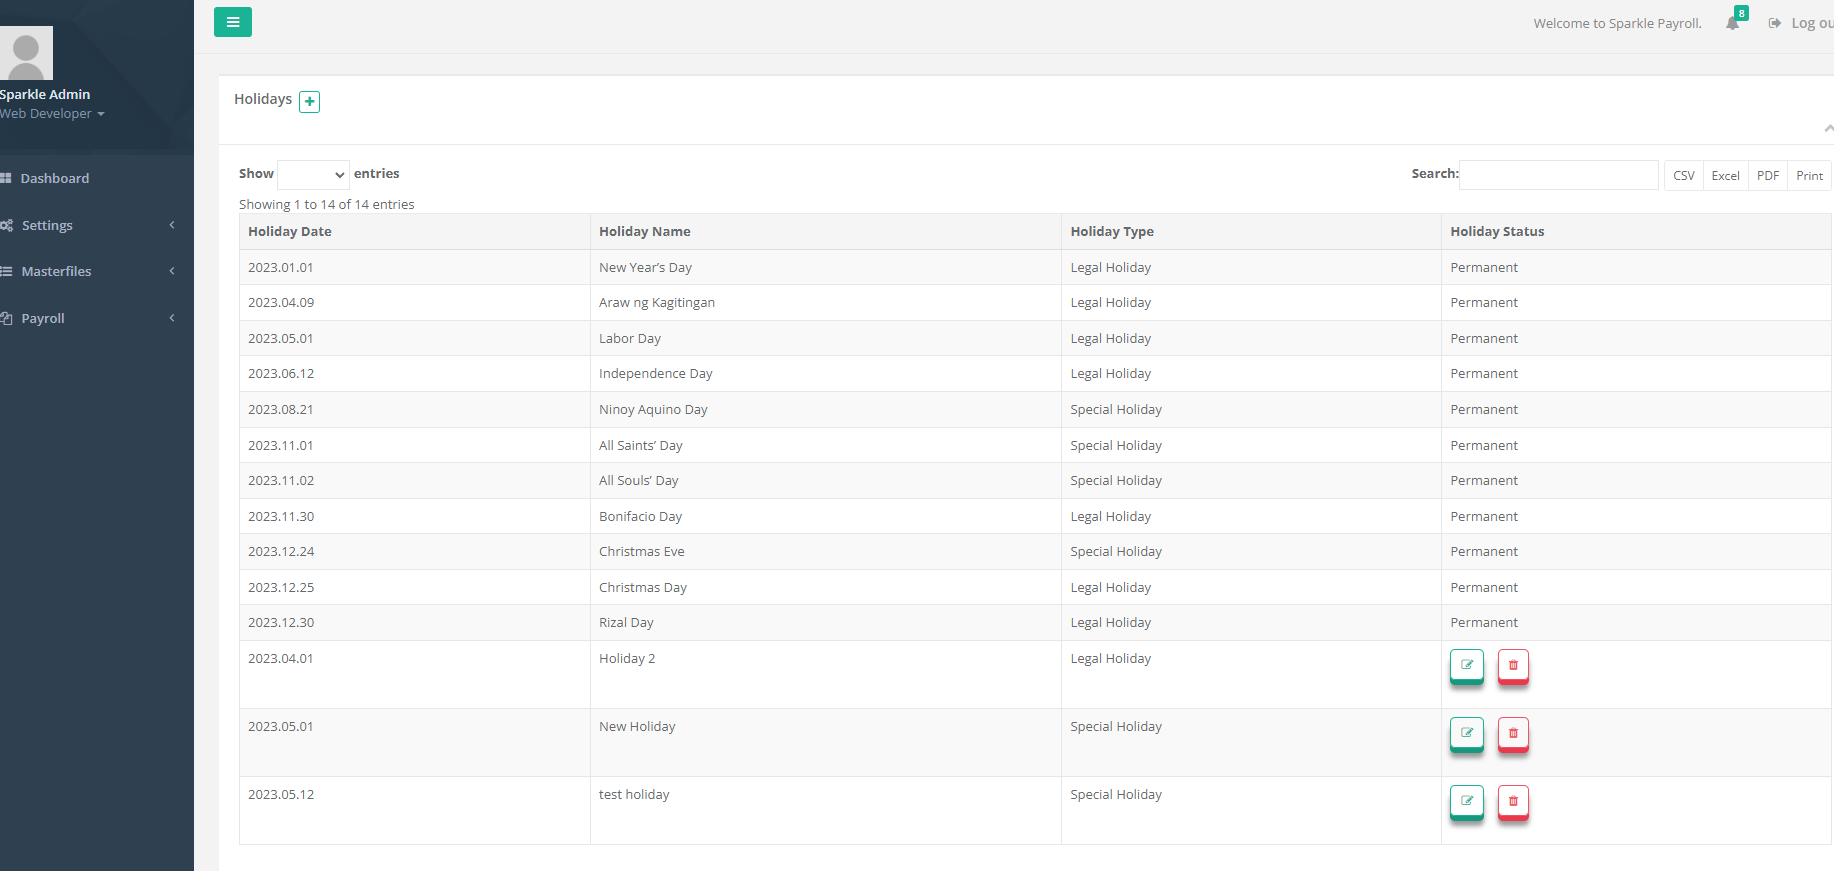 Welcome to Sparkle Payroll.
8
Log ou
Sparkle Admin
Web Developer
Dashboard
Settings
Masterfiles
Payroll
Holidays
Show entries
Search:
CSV Excel PDF Print
Showing 1 to 14 of 14 entries
Holiday Date Holiday Name Holiday Type Holiday Status
2023.01.01 New Year’s Day Legal Holiday Permanent
2023.04.09 Araw ng Kagitingan Legal Holiday Permanent
2023.05.01 Labor Day Legal Holiday Permanent
2023.06.12 Independence Day Legal Holiday Permanent
2023.08.21 Ninoy Aquino Day Special Holiday Permanent
2023.11.01 All Saints’ Day Special Holiday Permanent
2023.11.02 All Souls’ Day Special Holiday Permanent
2023.11.30 Bonifacio Day Legal Holiday Permanent
2023.12.24 Christmas Eve Special Holiday Permanent
2023.12.25 Christmas Day Legal Holiday Permanent
2023.12.30 Rizal Day Legal Holiday Permanent
2023.04.01 Holiday 2 Legal Holiday
2023.05.01 New Holiday Special Holiday
2023.05.12 test holiday Special Holiday